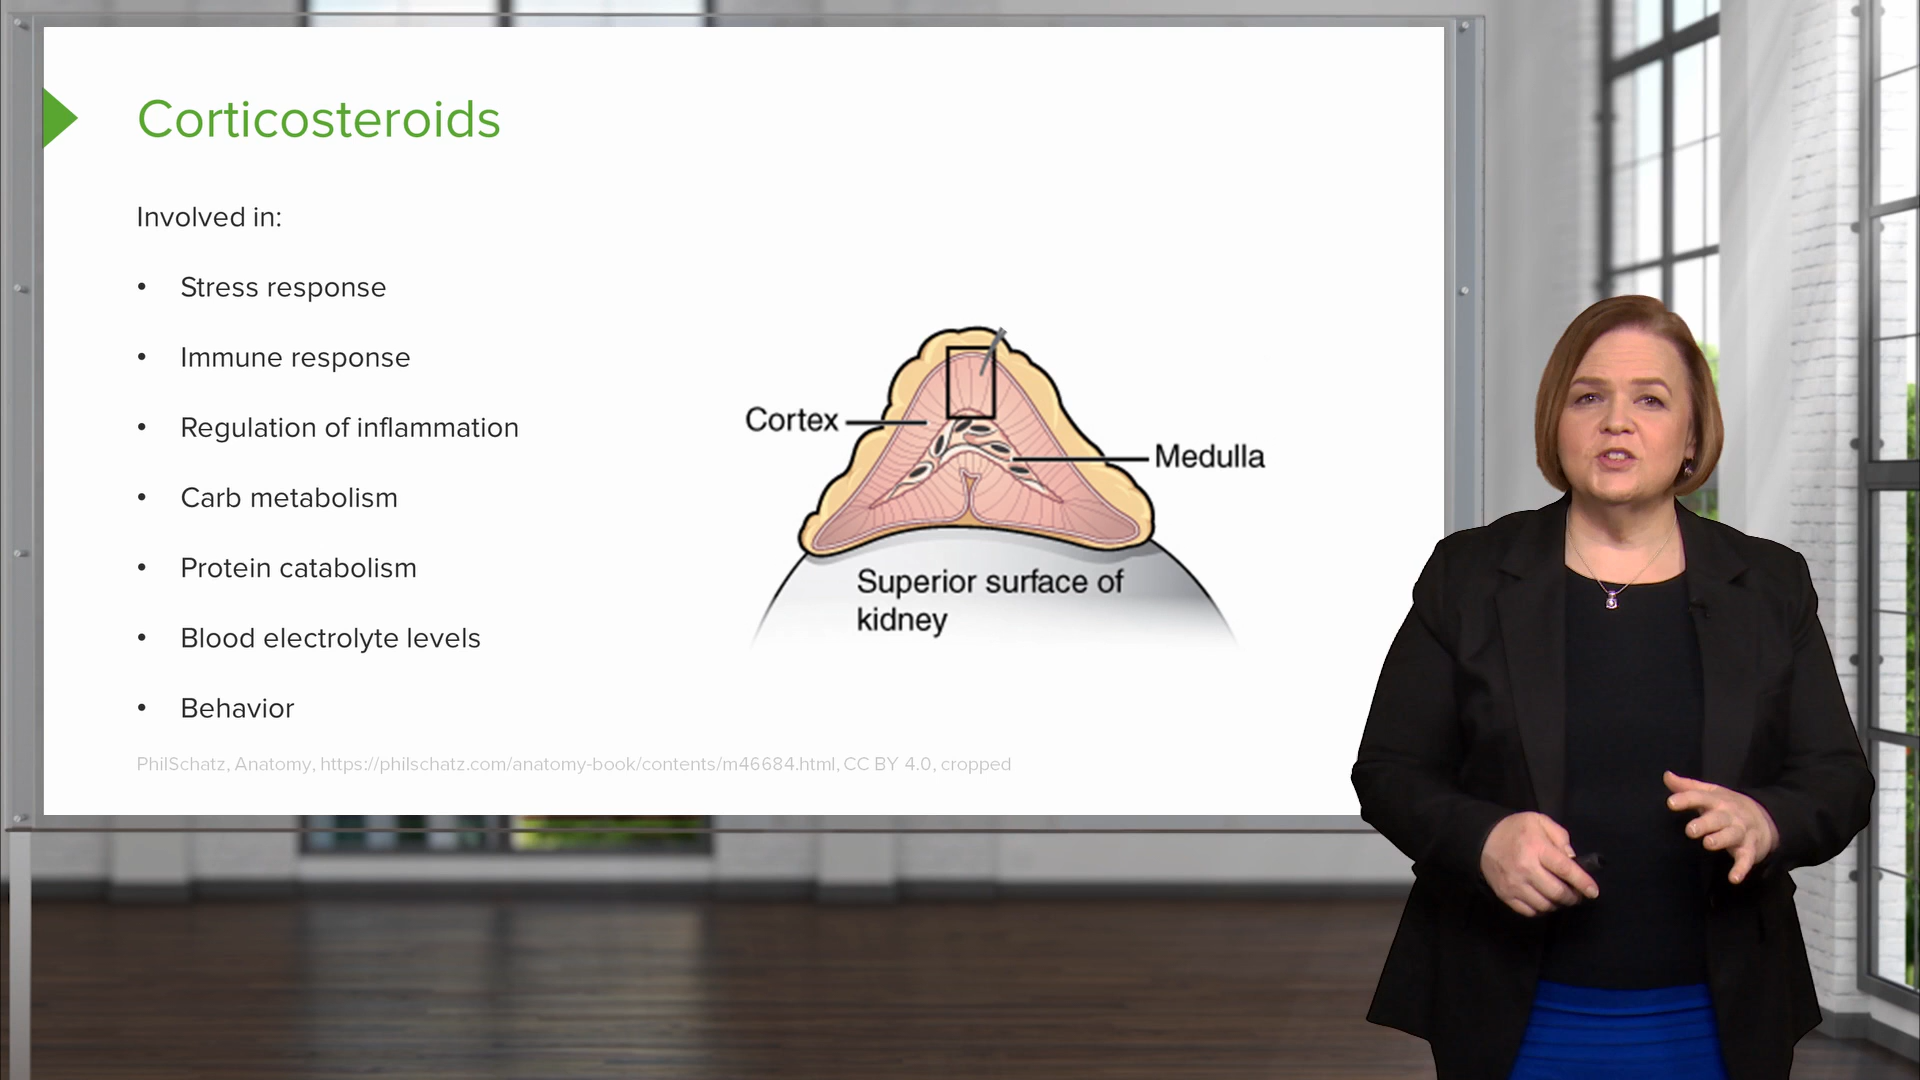 Corticosteroids
Involved in:
• Stress response
• Immune response
• Regulation of inflammation
• Carb metabolism
• Protein catabolism
• Blood electrolyte levels
• Behavior
Cortex
Medulla
Superior surface of
kidney
PhilSchatz, Anatomy, https://philschatz.com/anatomy-book/contents/m46684.html, CC BY 4.0, cropped